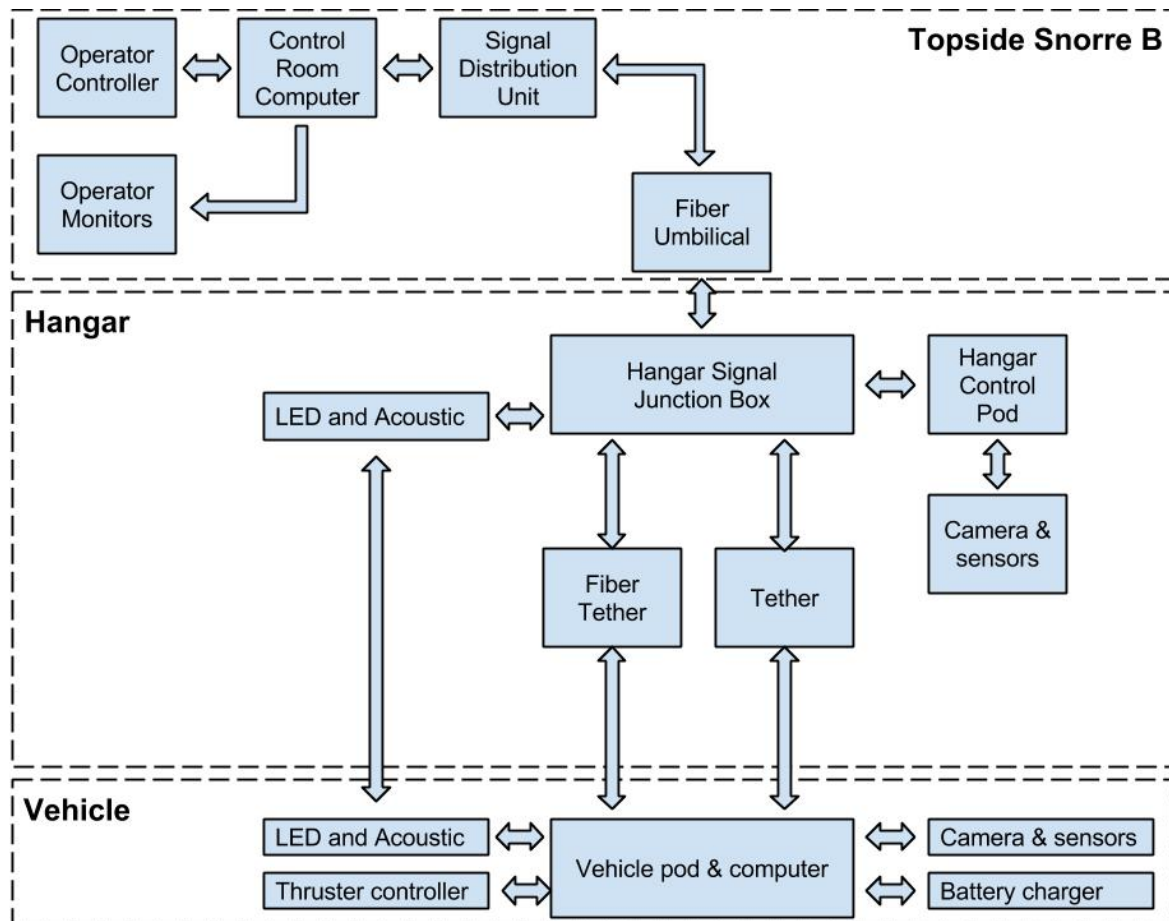 Topside Snorre B
Operator
Controller
Control
Room
Computer
Signal
Distribution
Unit
Operator
Monitors
Fiber
Umbilical
Hangar
Hangar Signal
Junction Box
Hangar
Control
Pod
LED and Acoustic
Camera &
sensors
Fiber
Tether
Tether
Vehicle
LED and Acoustic
Vehicle pod & computer
Camera & sensors
Thruster controller
Battery charger